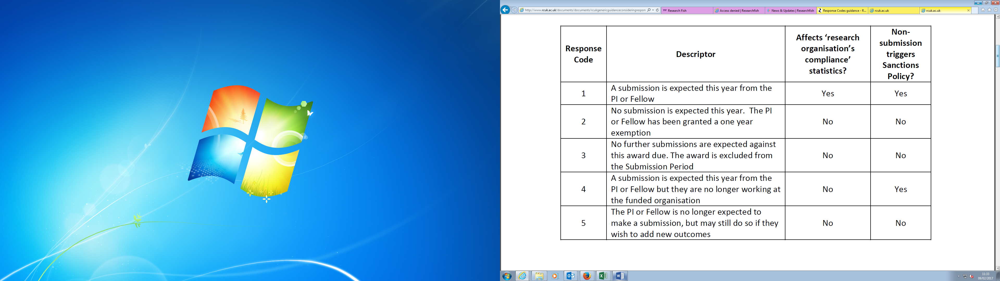 http://www.rcuk.ac.uk/documents/documents/rcukgenericguidanceconsideringrespon
Research Fish
Access denied | Researchfish
News & Updates | Researchfish
Response Codes guidance - R...
rcuk.ac.uk
rcuk.ac.uk
Response
Code
Descriptor
Affects ‘research
organisation’s
compliance’
statistics?
Non-
submission
triggers
Sanctions
Policy?
1
A submission is expected this year from the
PI or Fellow
Yes
Yes
2
No submission is expected this year. The PI
or Fellow has been granted a one year
exemption
No
No
3
No further submissions are expected against
this award due. The award is excluded from
the Submission Period
No
No
4
A submission is expected this year from the
PI or Fellow but they are no longer working at
the funded organisation
No
Yes
5
The PI or Fellow is no longer expected to
make a submission, but may still do so if they
wish to add new outcomes
No
No
11:33
09/02/2017